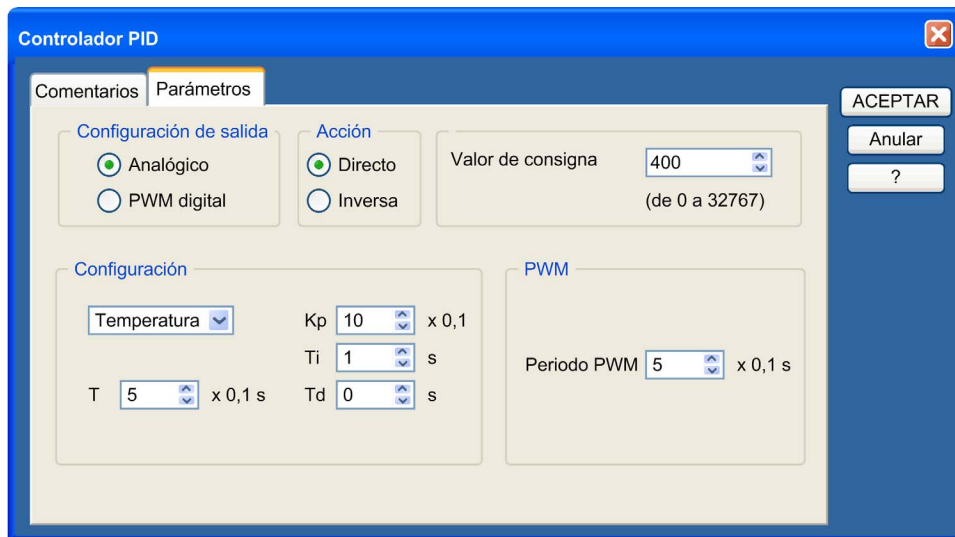 Controlador PID
Comentarios
Parámetros
ACEPTAR
Anular
?
Configuración de salida
Analógico
PWM digital
Acción
Directo
Inversa
Valor de consigna 400
(de 0 a 32767)
Configuración
Temperatura
T 5 x 0,1 s
Kp 10 x 0,1
Ti 1 s
Td 0 s
PWM
Periodo PWM 5 x 0,1 s